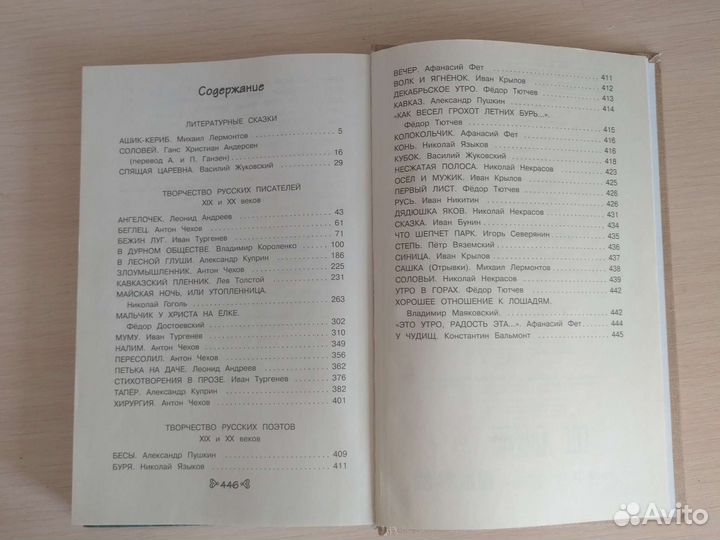 Содержание
ЛИТЕРАТУРНЫЕ СКАЗКИ
АШИК-КЕРИБ. Михаил Лермонтов 5
СОЛОВЕЙ. Ганс Христиан Андерсен
(перевод А. и П. Ганзен) 16
СПЯЩАЯ ЦАРЕВНА. Василий Жуковский 29
ТВОРЧЕСТВО РУССКИХ ПИСАТЕЛЕЙ
XIX и XX веков
АНГЕЛОЧЕК. Леонид Андреев 43
БЕГЛЕЦ. Антон Чехов 61
БЕЖИН ЛУГ. Иван Тургенев 71
В ДУРНОМ ОБЩЕСТВЕ. Владимир Короленко 100
В ЛЕСНОЙ ГЛУШИ. Александр Куприн 186
ЗЛОУМЫШЛЕННИК. Антон Чехов 225
КАВКАЗСКИЙ ПЛЕННИК. Лев Толстой 231
МАЙСКАЯ НОЧЬ, ИЛИ УТОПЛЕННИЦА.
Николай Гоголь 263
МАЛЬЧИК У ХРИСТА НА ЁЛКЕ.
Фёдор Достоевский 302
МУМУ. Иван Тургенев 310
НАЛИМ. Антон Чехов 349
ПЕРЕСОЛИЛ. Антон Чехов 356
ПЕТЬКА НА ДАЧЕ. Леонид Андреев 362
СТИХОТВОРЕНИЯ В ПРОЗЕ. Иван Тургенев 376
ТАПЁР. Александр Куприн 382
ХИРУРГИЯ. Антон Чехов 401
ТВОРЧЕСТВО РУССКИХ ПОЭТОВ
XIX и XX веков
БЕСЫ. Александр Пушкин 409
БУРЯ. Николай Языков 411
446
ВЕЧЕР. Афанасий Фет 411
ВОЛК И ЯГНЁНОК. Иван Крылов 412
ДЕКАБРЬСКОЕ УТРО. Фёдор Тютчев 413
КАВКАЗ. Александр Пушкин 414
«КАК ВЕСЕЛ ГРОХОТ ЛЕТНИХ БУРЬ...».
Фёдор Тютчев 415
КОЛОКОЛЬЧИК. Афанасий Фет 416
КОНЬ. Николай Языков 416
КУБОК. Василий Жуковский 418
НЕСЖАТАЯ ПОЛОСА. Николай Некрасов 423
ОСЁЛ И МУЖИК. Иван Крылов 425
ПЕРВЫЙ ЛИСТ. Фёдор Тютчев 426
РУСЬ. Иван Никитин 426
ДЯДЮШКА ЯКОВ. Николай Некрасов 431
СКАЗКА. Иван Бунин 434
ЧТО ШЕПЧЕТ ПАРК. Игорь Северянин 435
СТЕПЬ. Пётр Вяземский 436
СИНИЦА. Иван Крылов 437
САШКА (Отрывки). Михаил Лермонтов 438
СОЛОВЬИ. Николай Некрасов 439
УТРО В ГОРАХ. Фёдор Тютчев 442
ХОРОШЕЕ ОТНОШЕНИЕ К ЛОШАДЯМ.
Владимир Маяковский. 442
«ЭТО УТРО, РАДОСТЬ ЭТА...». Афанасий Фет 444
У ЧУДИЩ. Константин Бальмонт 445
Avito